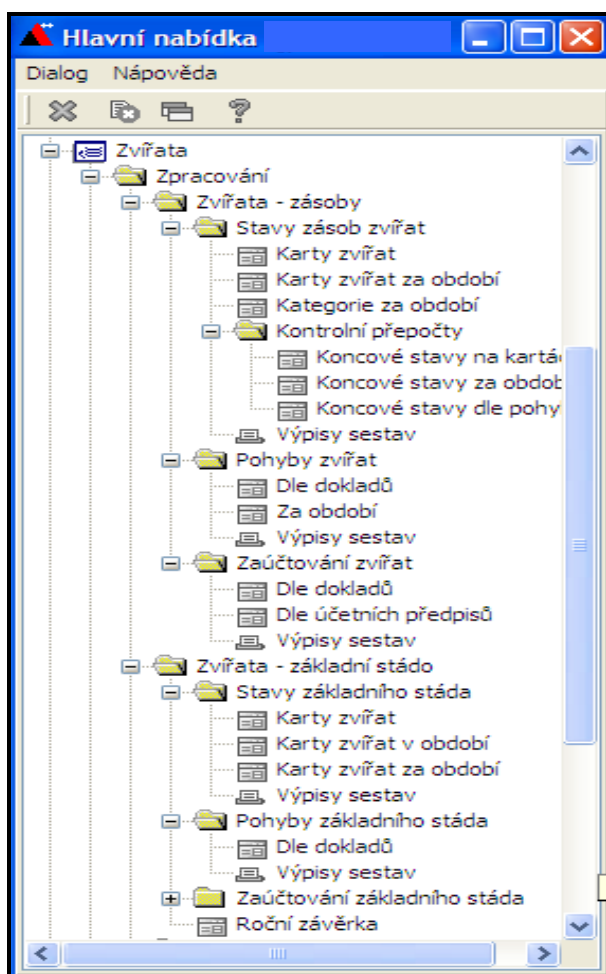 Hlavní nabídka
Dialog Nápověda
Zvířata
Zpracování
Zvířata - zásoby
Stavy zásob zvířat
Karty zvířat
Karty zvířat za období
Kategorie za období
Kontrolní přepočty
Koncové stavy na kartá
Koncové stavy za obdob
Koncové stavy dle pohy
Výpisy sestav
Pohyby zvířat
Dle dokladů
Za období
Výpisy sestav
Zaúčtování zvířat
Dle dokladů
Dle účetních předpisů
Výpisy sestav
Zvířata - základní stádo
Stavy základního stáda
Karty zvířat
Karty zvířat v období
Karty zvířat za období
Výpisy sestav
Pohyby základního stáda
Dle dokladů
Výpisy sestav
Zaúčtování základního stáda
Roční závěrka